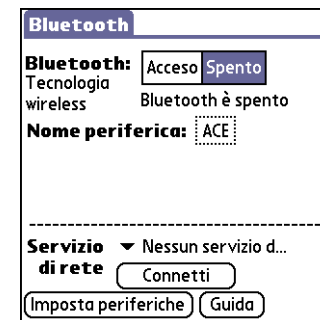 Bluetooth
Bluetooth: Acceso Spento
Tecnologia
wireless Bluetooth è spento
Nome periferica: ACE
Servizio Nessun servizio d...
di rete Connetti
Imposta periferiche Guida